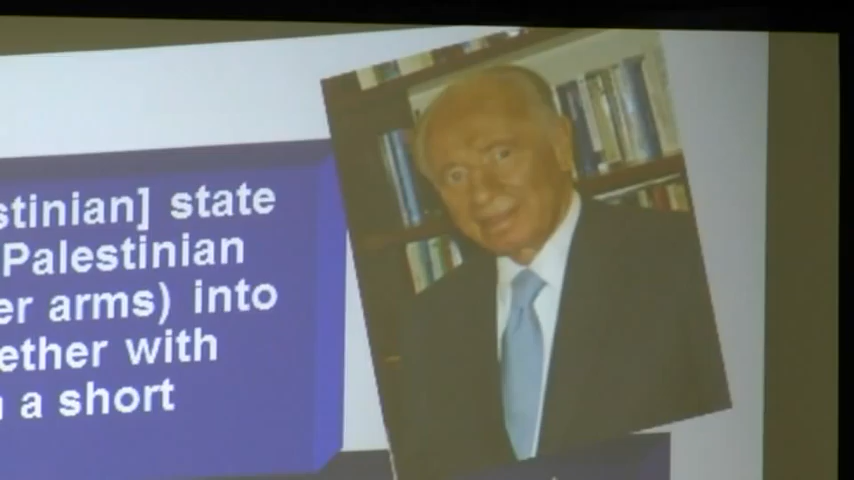 stinian] state
Palestinian
er arms) into
ether with
a short